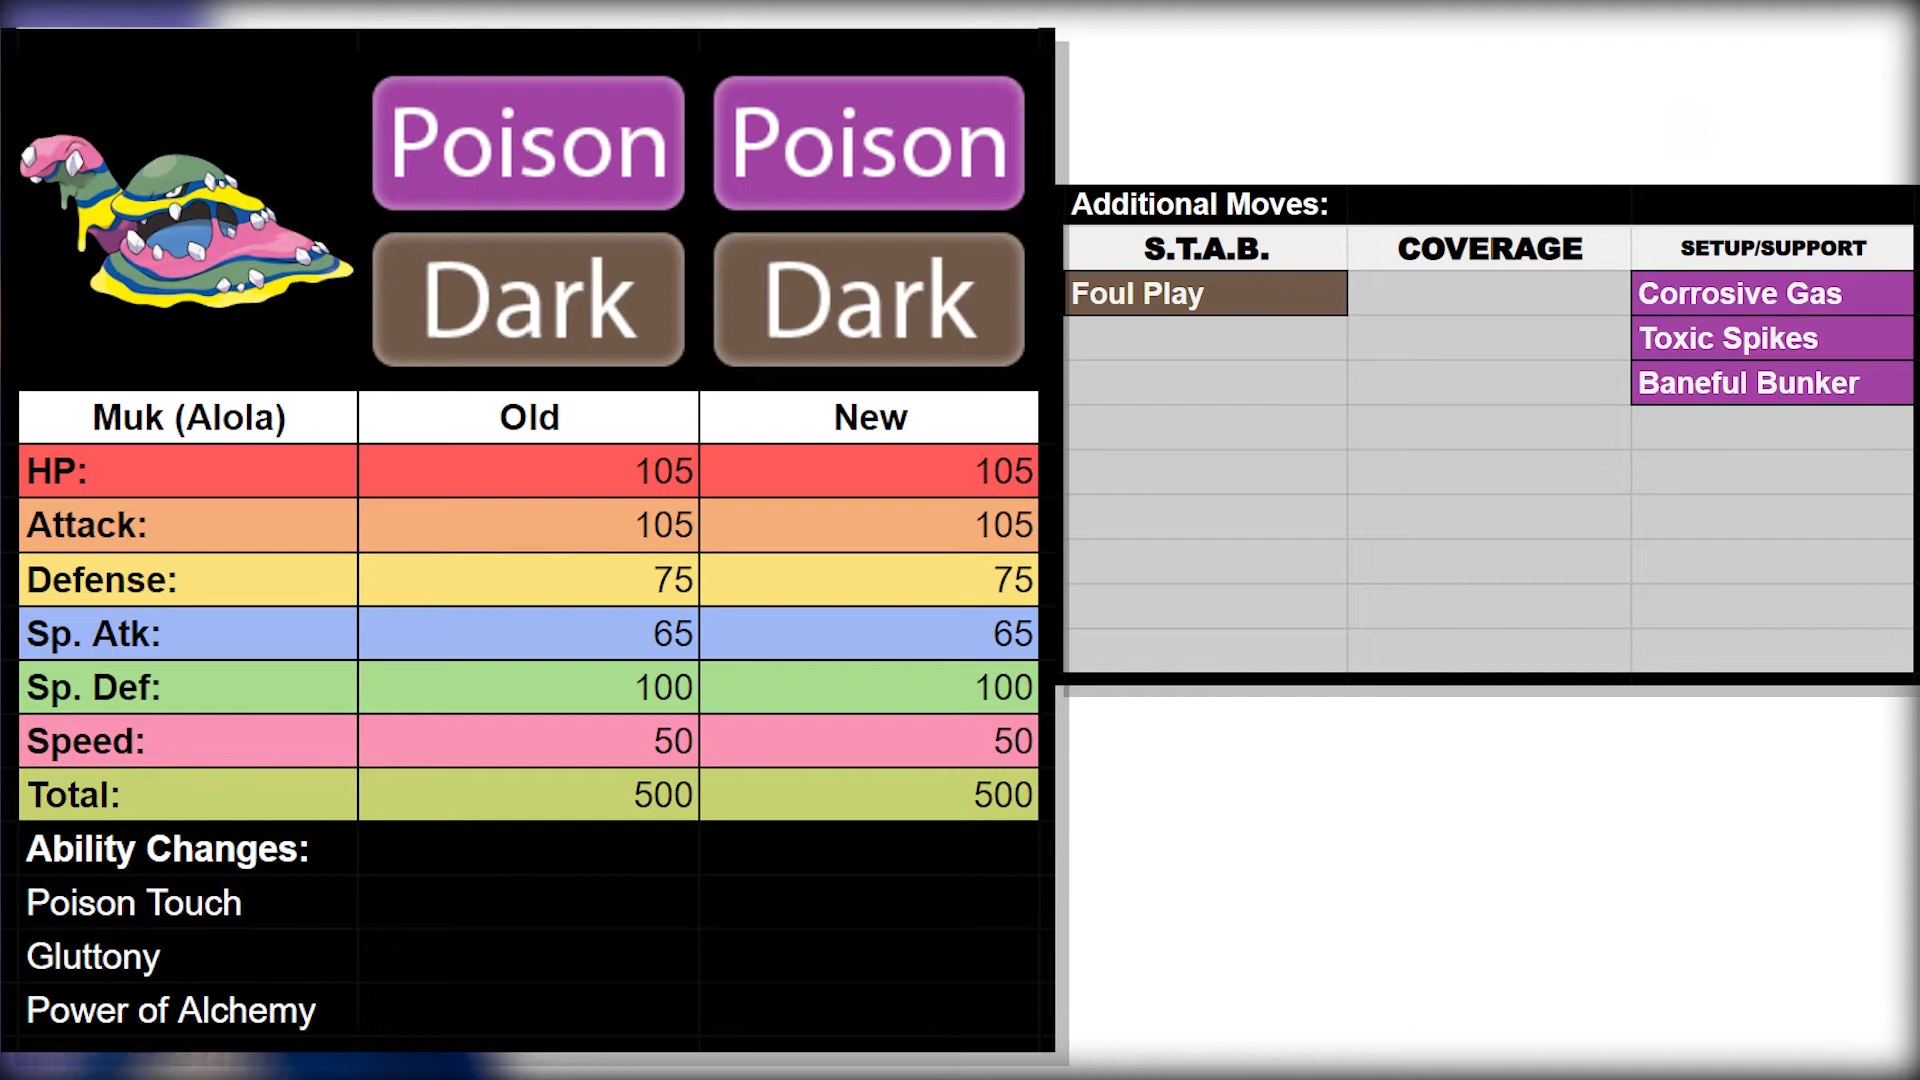 Poison Poison
Dark Dark
Muk (Alola) Old New
HP: 105 105
Attack: 105 105
Defense: 75 75
Sp. Atk: 65 65
Sp. Def: 100 100
Speed: 50 50
Total: 500 500
Ability Changes:
Poison Touch
Gluttony
Power of Alchemy
Additional Moves:
S.T.A.B. COVERAGE SETUP/SUPPORT
Foul Play Corrosive Gas
Toxic Spikes
Baneful Bunker